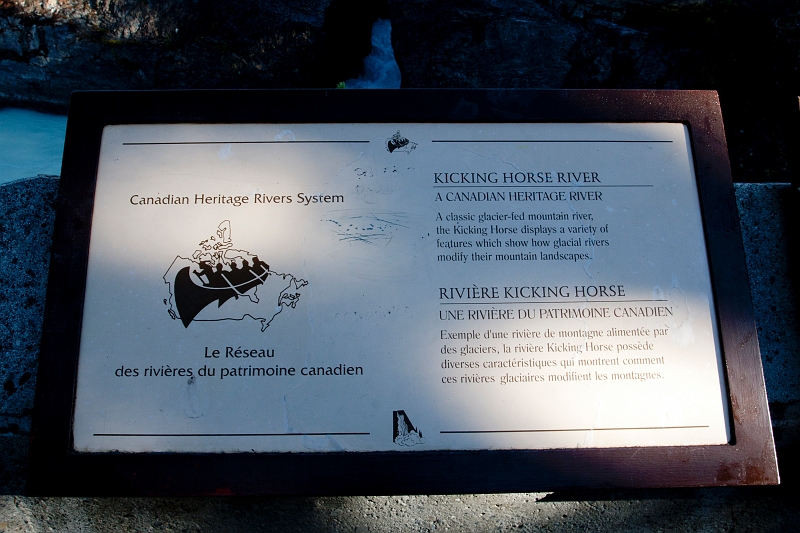 Canadian Heritage Rivers System
Le Réseau
des rivières du patrimoine canadien
KICKING HORSE RIVER
A CANADIAN HERITAGE RIVER
A classic glacier-fed mountain river,
the Kicking Horse displays a variety of
features which show how glacial rivers
modify their mountain landscapes.
RIVIÈRE KICKING HORSE
UNE RIVIÈRE DU PATRIMOINE CANADIEN
Exemple d'une rivière de montagne alimentée par
des glaciers, la rivière Kicking Horse possède
diverses caractéristiques qui montrent comment
ces rivières glaciaires modifient les montagnes.